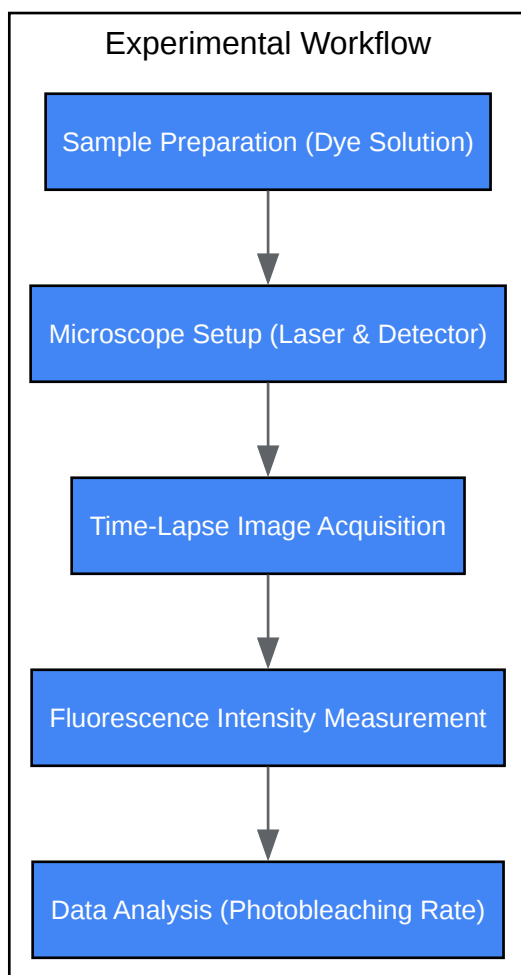 Experimental Workflow
Sample Preparation (Dye Solution)
Microscope Setup (Laser & Detector)
Time-Lapse Image Acquisition
Fluorescence Intensity Measurement
Data Analysis (Photobleaching Rate)